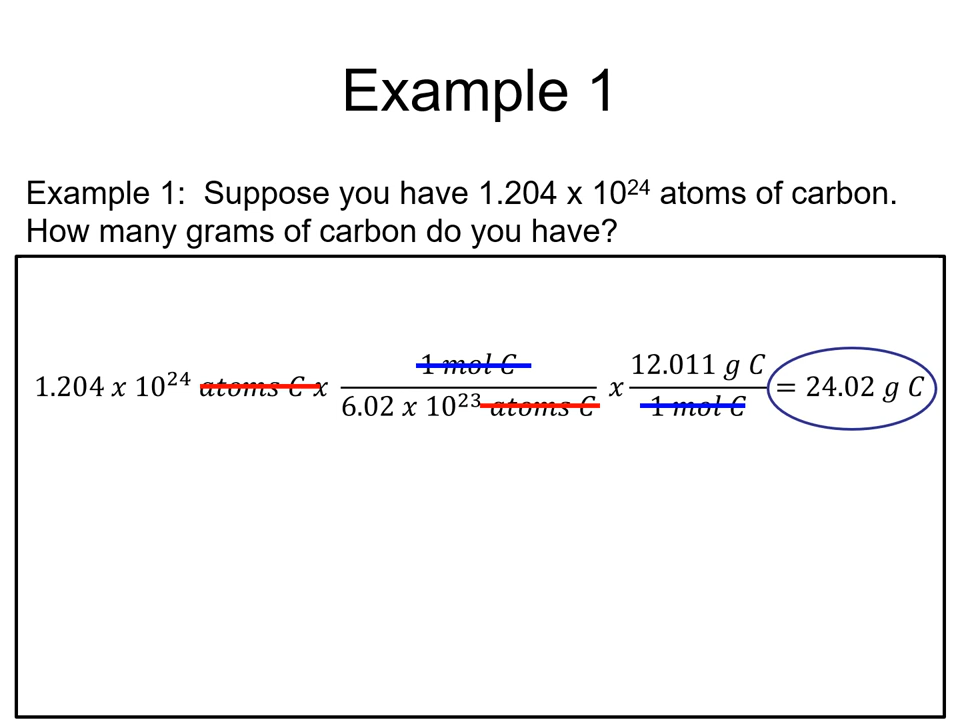 Example 1
Example 1:  Suppose you have 1.204 x 10²⁴ atoms of carbon.
How many grams of carbon do you have?
1.204 x 10²⁴ atoms C x (1 mol C)/(6.02 x 10²³ atoms C) x (12.011 g C)/(1 mol C) = 24.02 g C